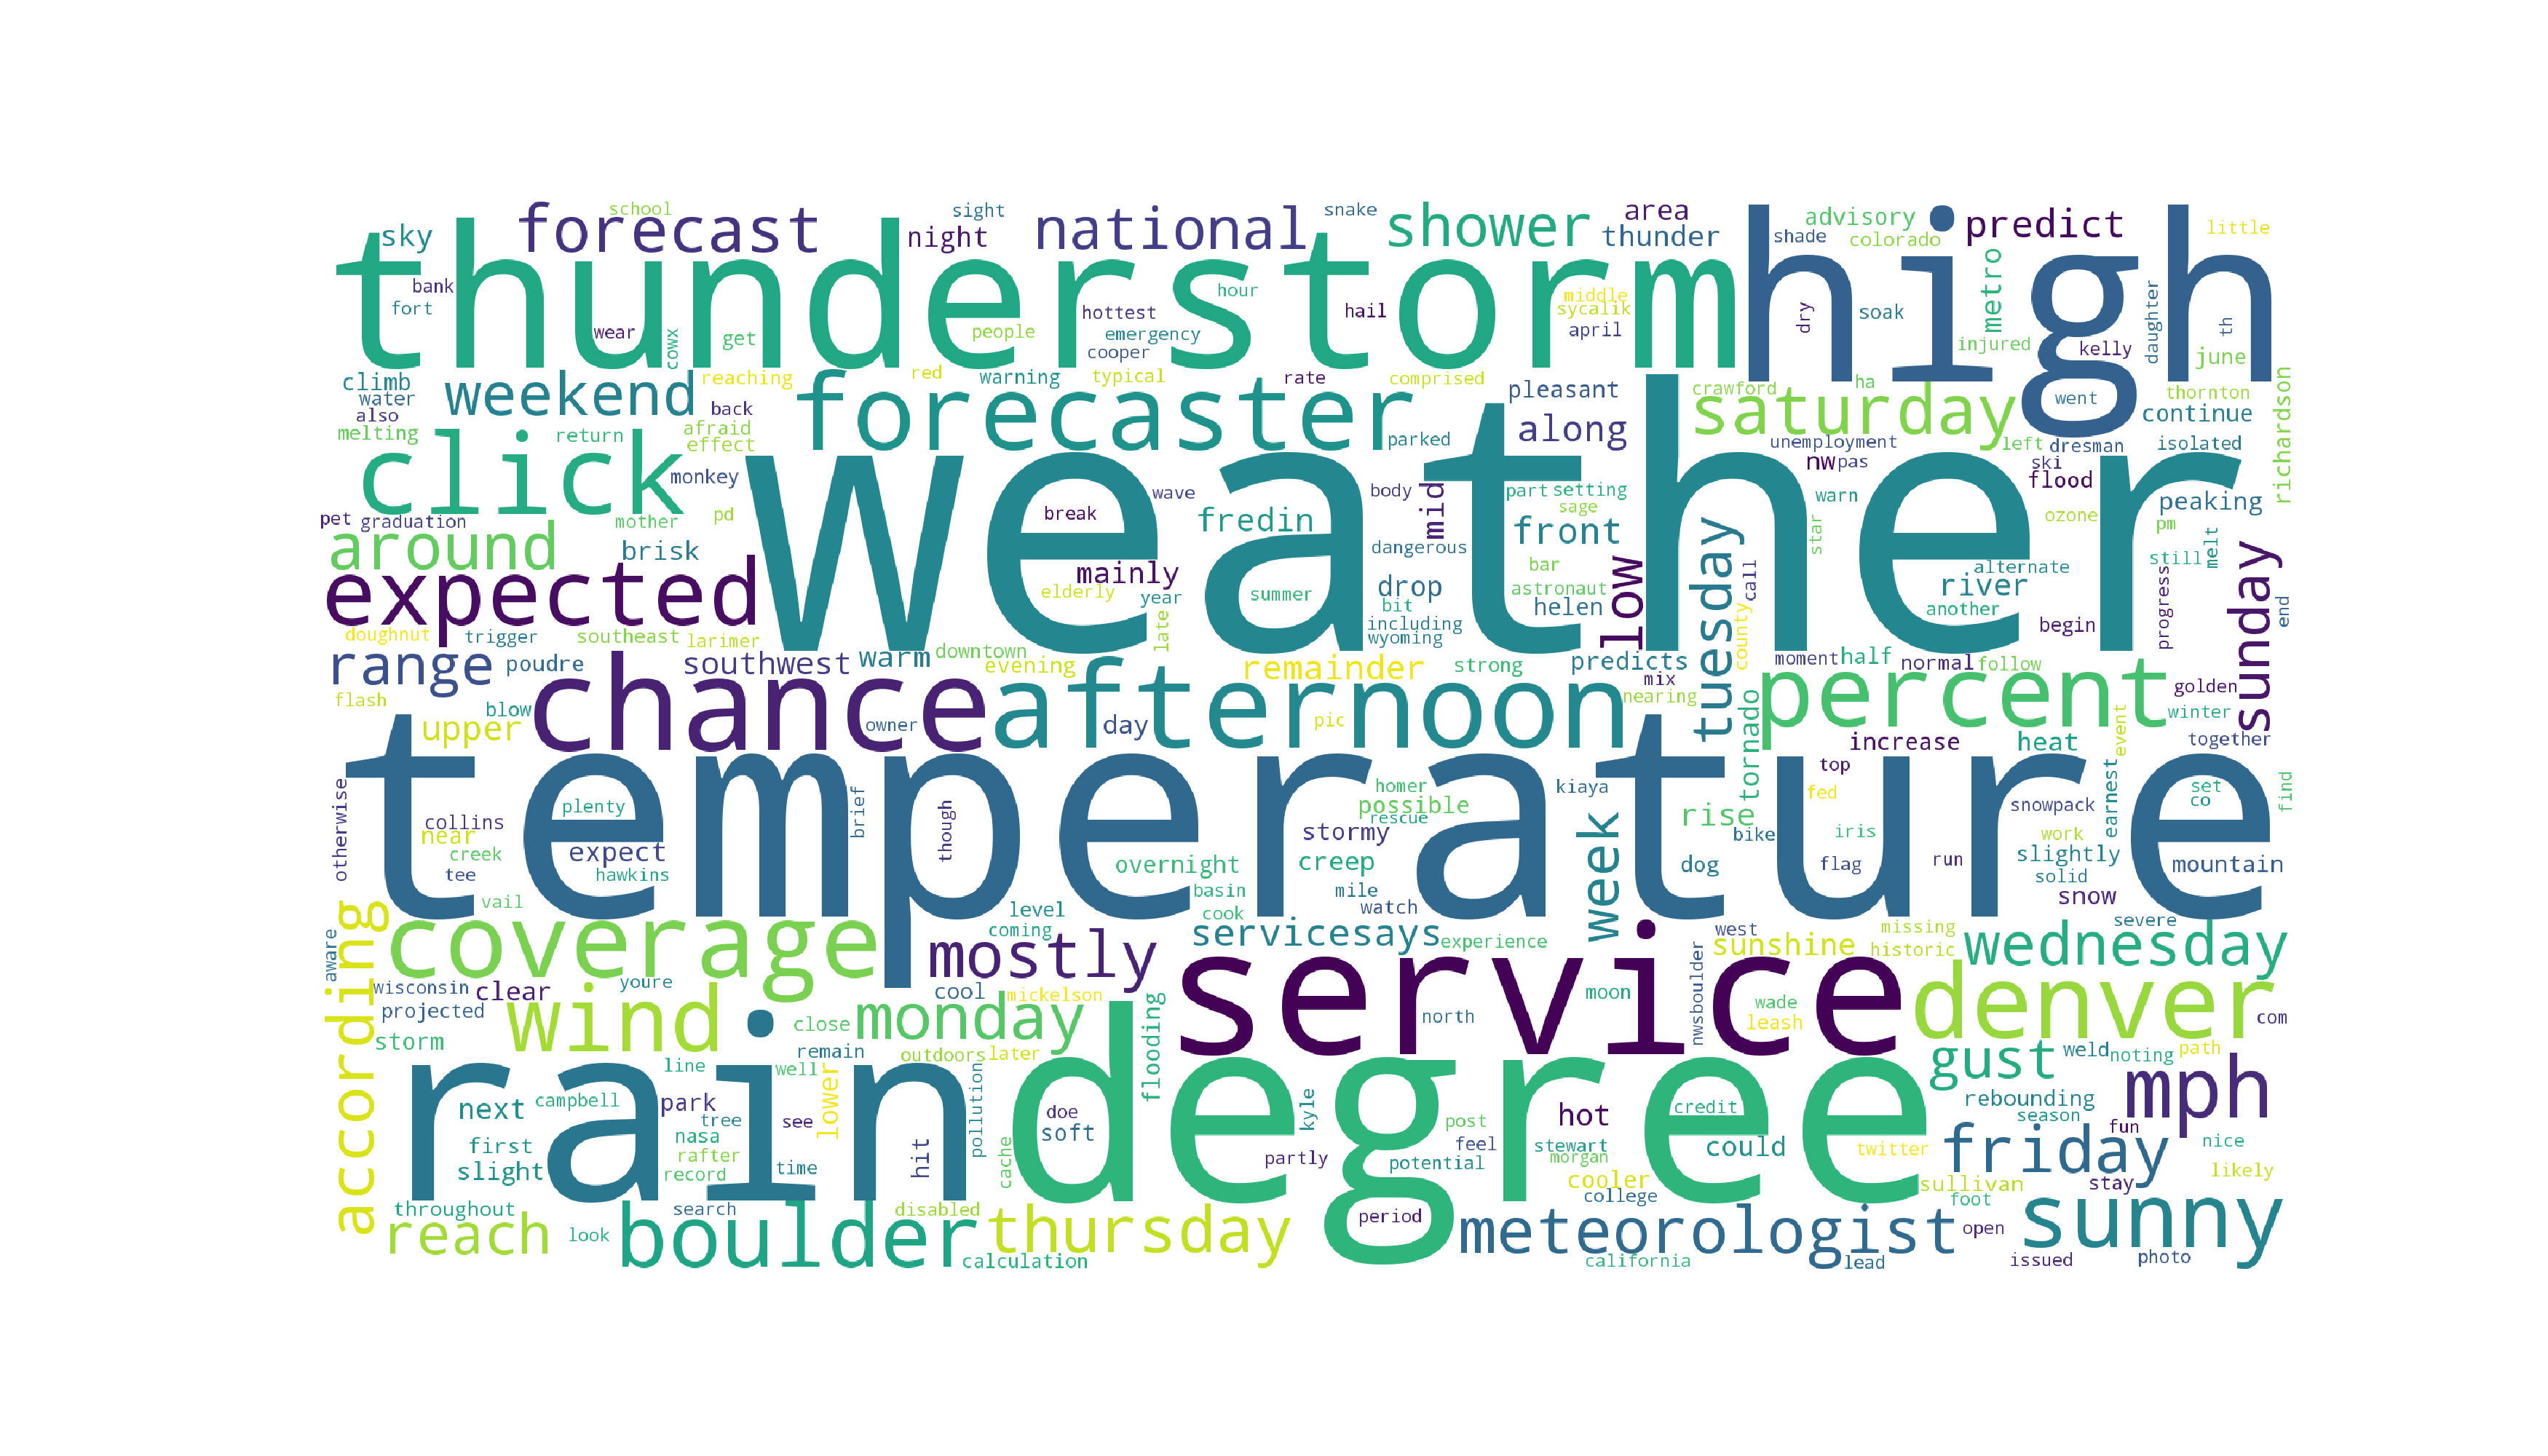 school sight snake area advisory predict little
sky forecast night national shower thunder shade colorado
thunderstorm high
bank fort hour middle sycalik metro daughter th
wear cowx get people hottest emergency cooper hail april dry soak injured kelly june
climb water also reaching red warning typical rate comprised pleasant crawford ha went thornton richardson
weekend back forecaster saturday continue
melting click return afraid effect parked along unemployment left dresman isolated
monkey wave body mid part setting sage nw pas warn star ski flood peaking
weather
pet graduation mother pd break fredin front ozone pm
around brisk dangerous tuesday still melt sunday
expected mainly bar alternate
elderly year summer drop bit astronaut helen low call river another progress end
doughnut trigger southeast larimer late including wyoming county begin
range poudre southwest warm downtown evening remainder strong predicts mix moment half normal follow
flash blow chance afternoon nearing percent golden winter
upper owner day pic tornado increase heat event together
temperature
otherwise plenty brief though homer possible rescue kiaya week top fed snowpack set co find
collins near creek expect stormy rise bike iris work earnest slightly
tee hawkins overnight creep dog flag run solid mountain
vail level basin cook mile watch snow severe
according aware coverage mostly coming servicesays experience west sunshine missing historic wednesday
wisconsin youre clear cool mickelson service moon nwsboulder denver
projected wind close monday north wade leash com
storm remain outdoors later flooding gust weld noting path
rain line well lower pollution degree mph
next campbell park doe soft kyle hot credit rebounding season fun
first tree nasa see post feel stewart could twitter friday nice
slight rafter record time hit cache partly potential morgan cooler sullivan stay likely
throughout search disabled college foot
reach look boulder thursday period meteorologist open sunny
calculation california lead issued photo